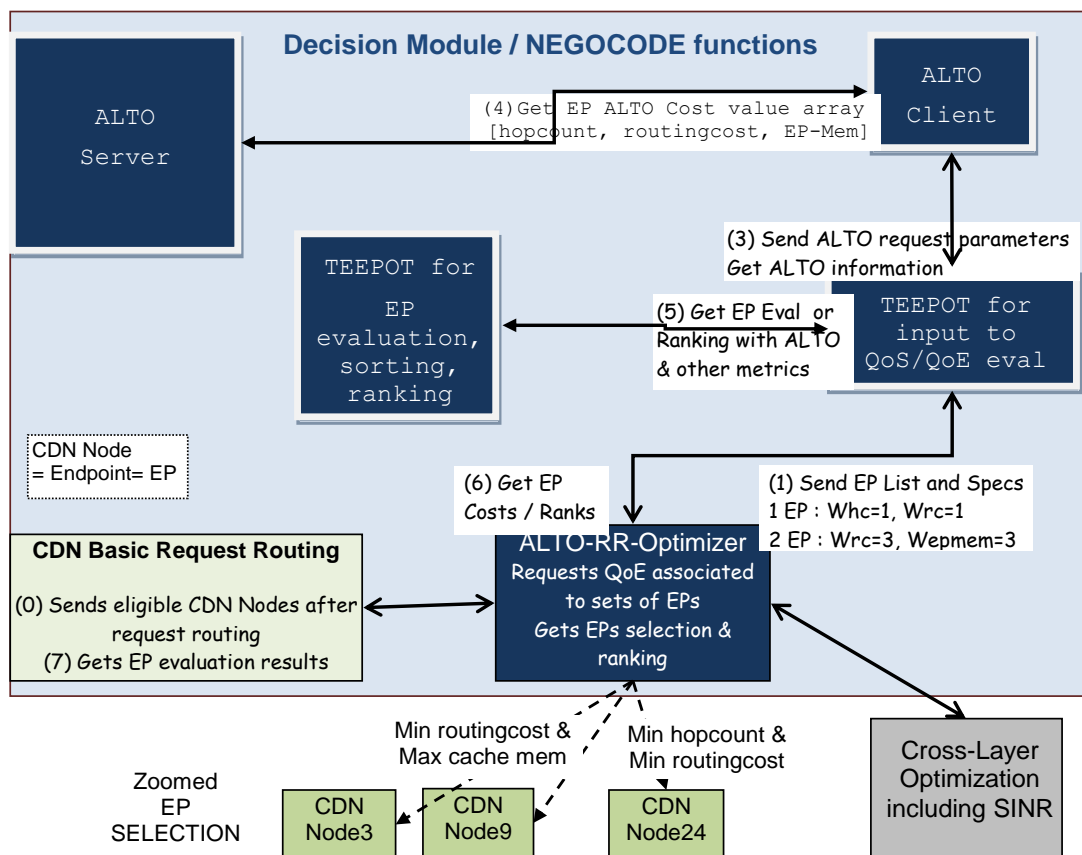 Decision Module / NEGOCODE functions
ALTO
Server
ALTO
Client
(4)Get EP ALTO Cost value array
[hopcount, routingcost, EP-Mem]
(3) Send ALTO request parameters
Get ALTO information
TEEPOT for
EP
evaluation,
sorting,
ranking
(5) Get EP Eval or
Ranking with ALTO
& other metrics
TEEPOT for
input to
QoS/QoE eval
CDN Node
= Endpoint= EP
(6) Get EP
Costs / Ranks
(1) Send EP List and Specs
1 EP : Whc=1, Wrc=1
2 EP : Wrc=3, Wepmem=3
CDN Basic Request Routing
(0) Sends eligible CDN Nodes after
request routing
(7) Gets EP evaluation results
ALTO-RR-Optimizer
Requests QoE associated
to sets of EPs
Gets EPs selection &
ranking
Min routingcost &
Max cache mem
Min hopcount &
Min routingcost
Cross-Layer
Optimization
including SINR
Zoomed
EP
SELECTION
CDN
Node3
CDN
Node9
CDN
Node24